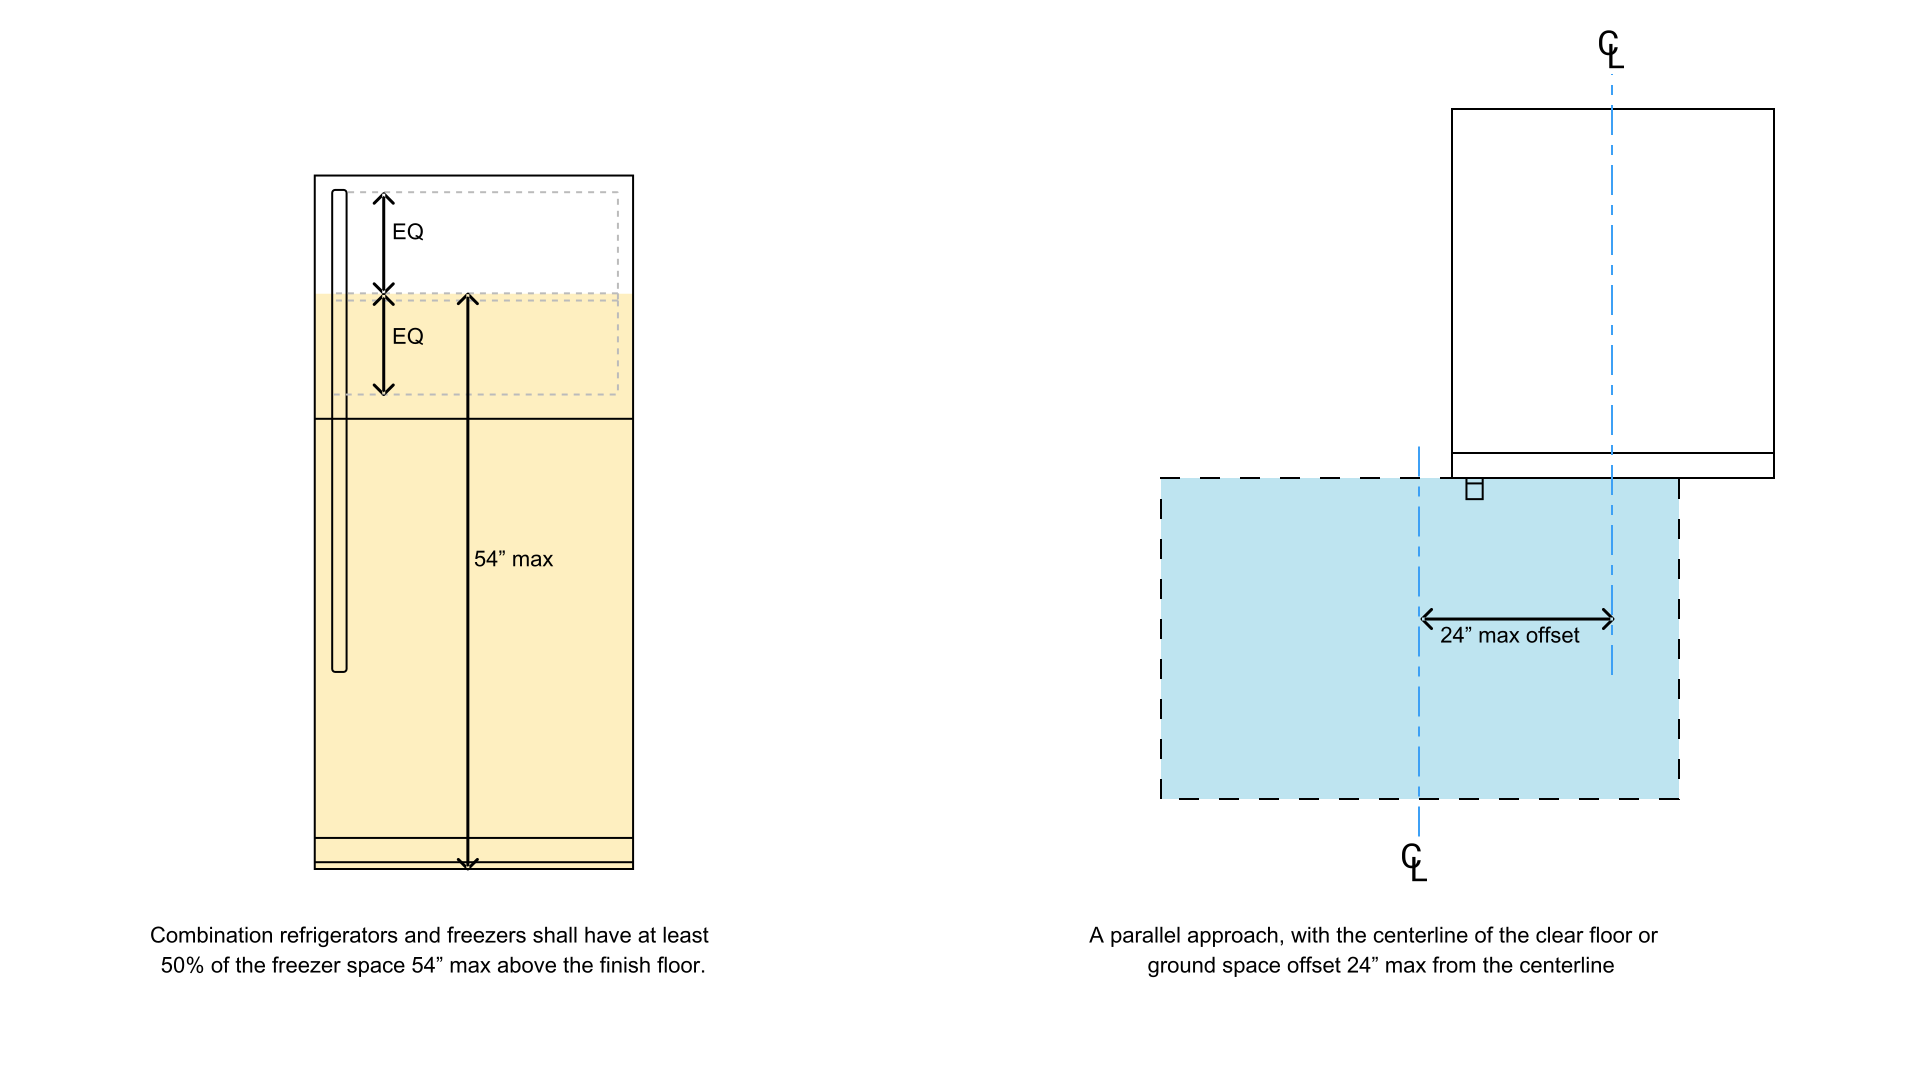 ℄
EQ
EQ
54” max
24” max offset
℄
Combination refrigerators and freezers shall have at least
50% of the freezer space 54” max above the finish floor.
A parallel approach, with the centerline of the clear floor or
ground space offset 24” max from the centerline